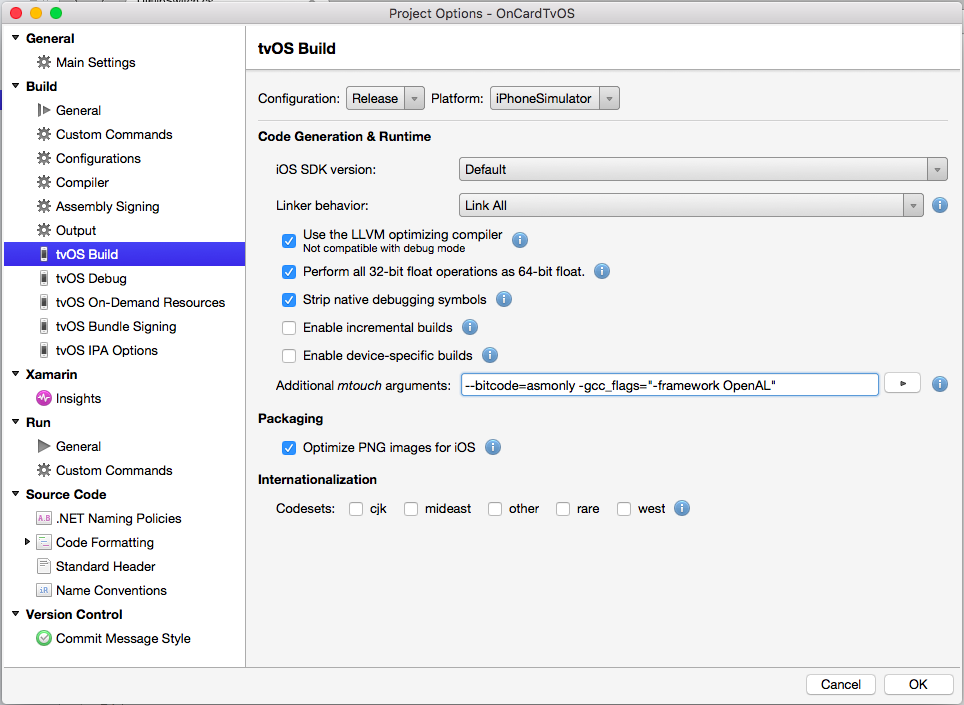 Project Options - OnCardTvOS
General
Main Settings
Build
General
Custom Commands
Configurations
Compiler
Assembly Signing
Output
tvOS Build
tvOS Debug
tvOS On-Demand Resources
tvOS Bundle Signing
tvOS IPA Options
Xamarin
Insights
Run
General
Custom Commands
Source Code
A.B .NET Naming Policies
Code Formatting
Standard Header
iR Name Conventions
Version Control
Commit Message Style
tvOS Build
Configuration: Release Platform: iPhoneSimulator
Code Generation & Runtime
iOS SDK version: Default
Linker behavior: Link All i
Use the LLVM optimizing compiler i
Not compatible with debug mode
Perform all 32-bit float operations as 64-bit float. i
Strip native debugging symbols i
Enable incremental builds i
Enable device-specific builds i
Additional mtouch arguments: --bitcode=asmonly -gcc_flags="-framework OpenAL" i
Packaging
Optimize PNG images for iOS i
Internationalization
Codesets: cjk mideast other rare west i
Cancel OK